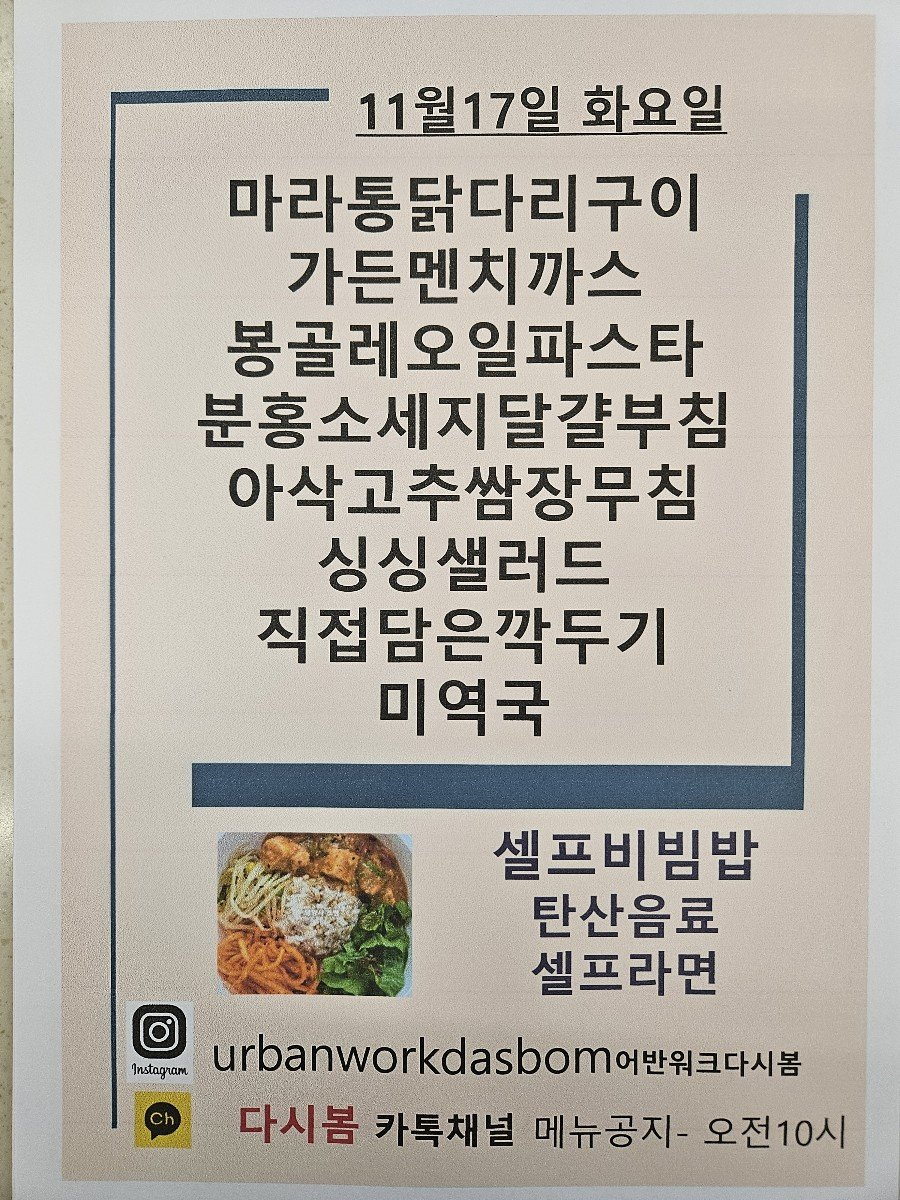 11월17일 화요일
마라통닭다리구이
가든멘치까스
봉골레오일파스타
분홍소세지달걀부침
아삭고추쌈장무침
싱싱샐러드
직접담은깍두기
미역국
셀프비빔밥
탄산음료
셀프라면
Instagram
urbanworkdasbom어반워크다시봄
Ch
다시봄 카톡채널 메뉴공지- 오전10시